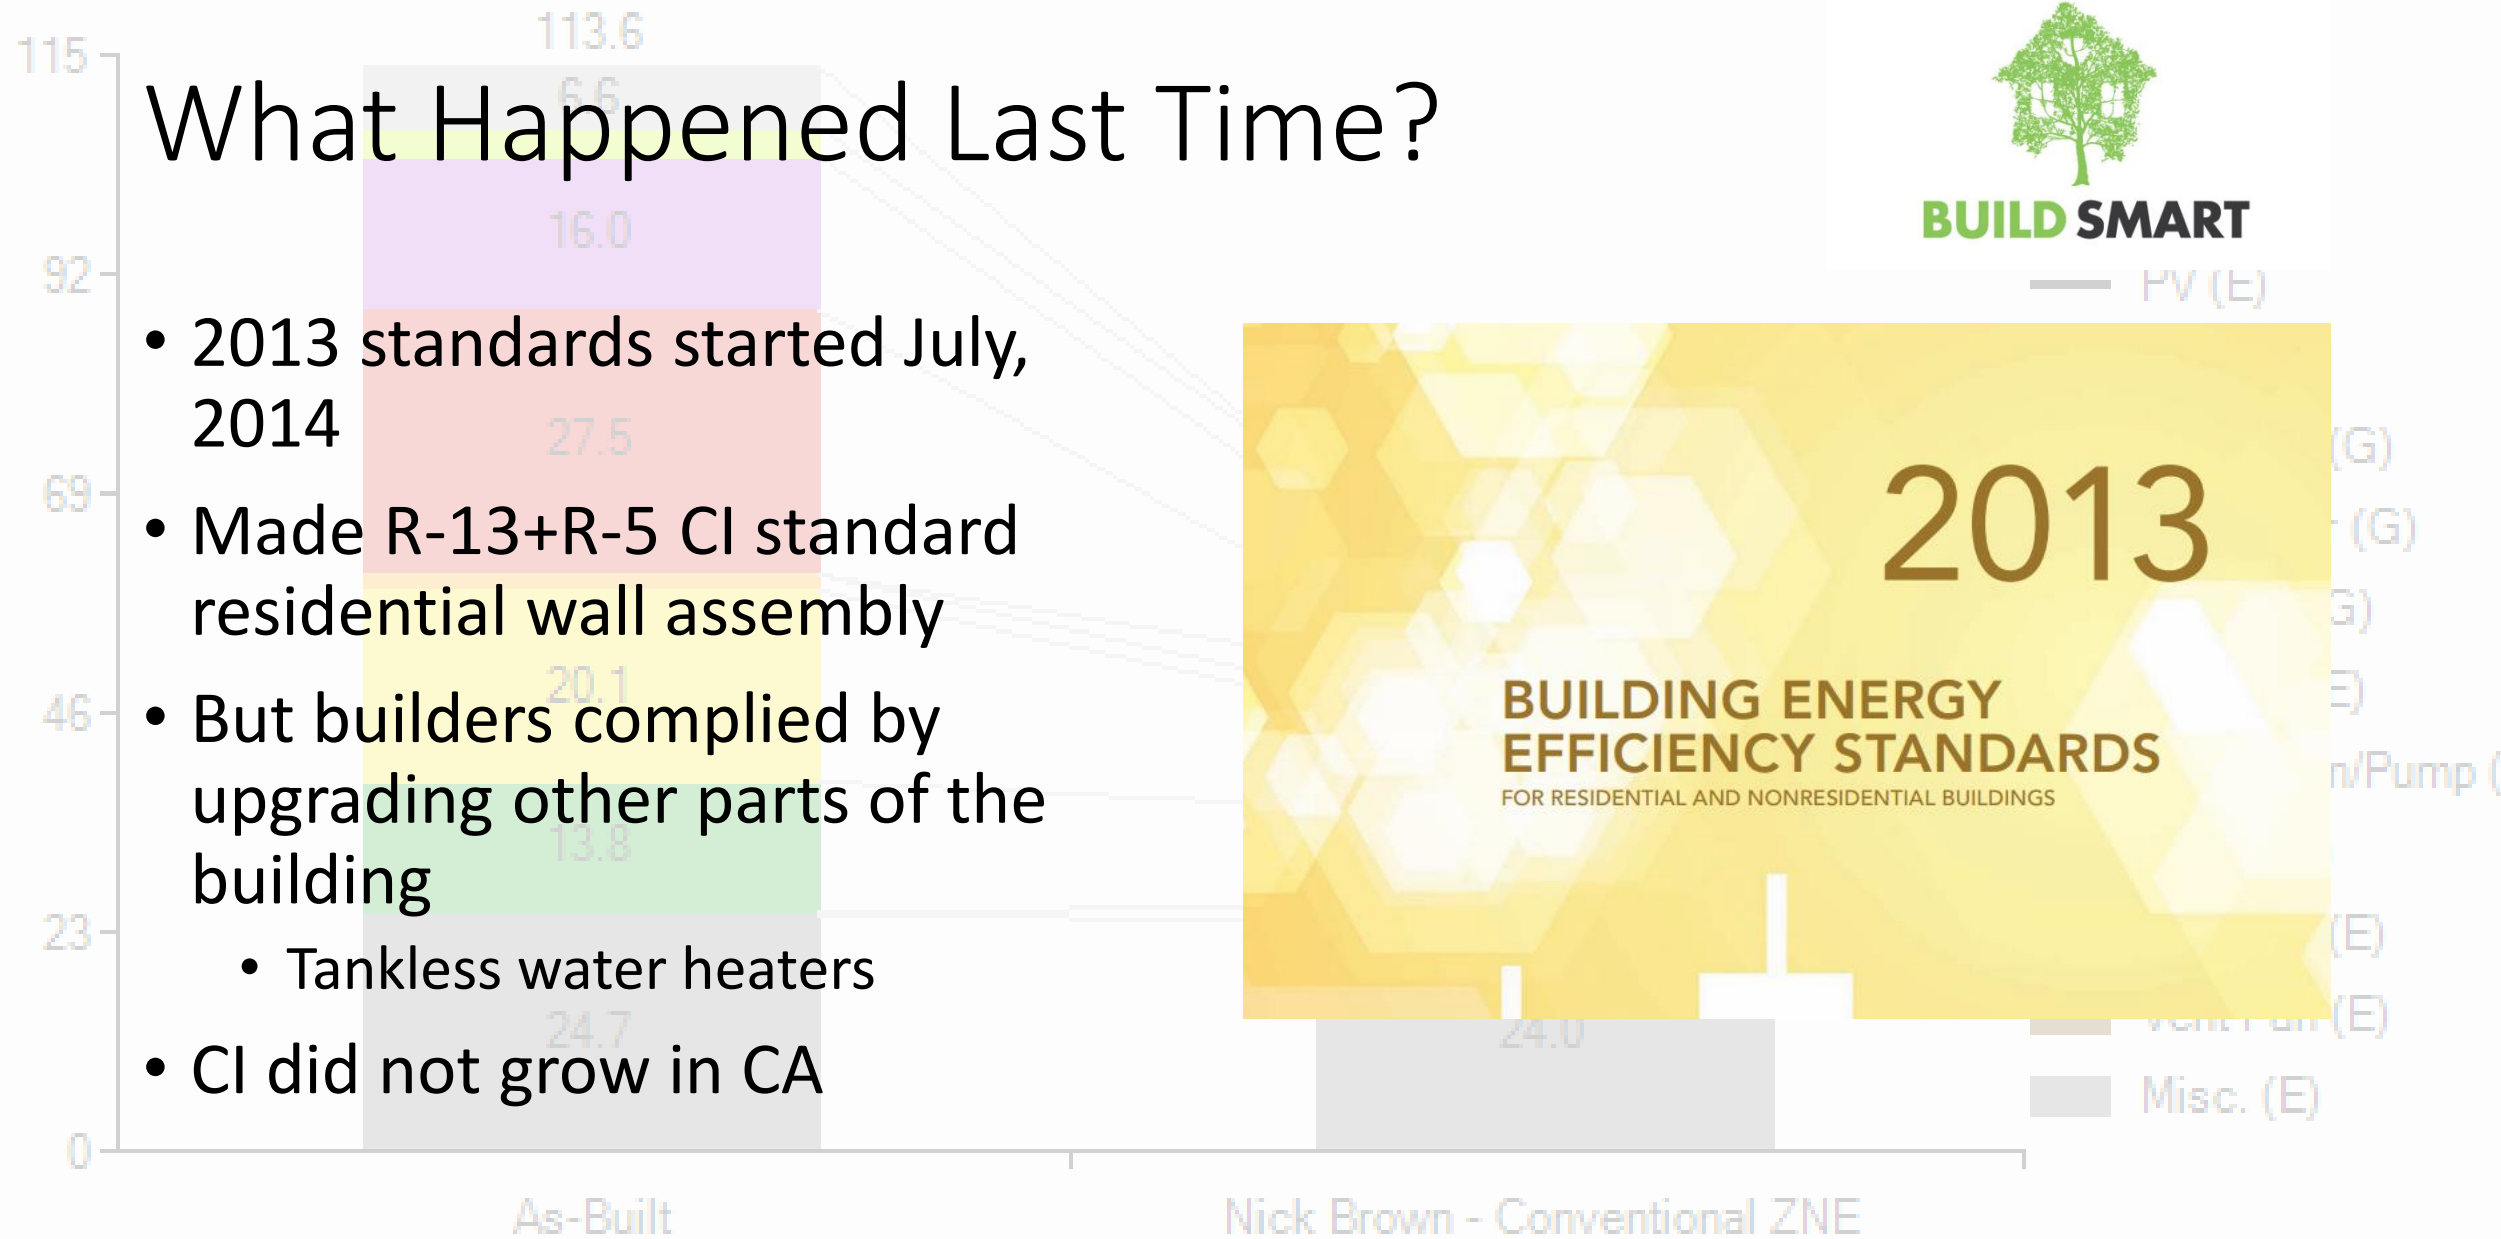 What Happened Last Time?
BUILD SMART
• 2013 standards started July,
2014
• Made R-13+R-5 CI standard
residential wall assembly
• But builders complied by
upgrading other parts of the
building
• Tankless water heaters
• CI did not grow in CA
2013
BUILDING ENERGY
EFFICIENCY STANDARDS
FOR RESIDENTIAL AND NONRESIDENTIAL BUILDINGS
115
92
69
46
23
0
113.6
6.6
16.0
27.5
20.1
13.8
24.7
24.0
As-Built
Nick Brown - Conventional ZNE
PV (E)
(G)
(G)
(E)
(E)
Misc. (E)